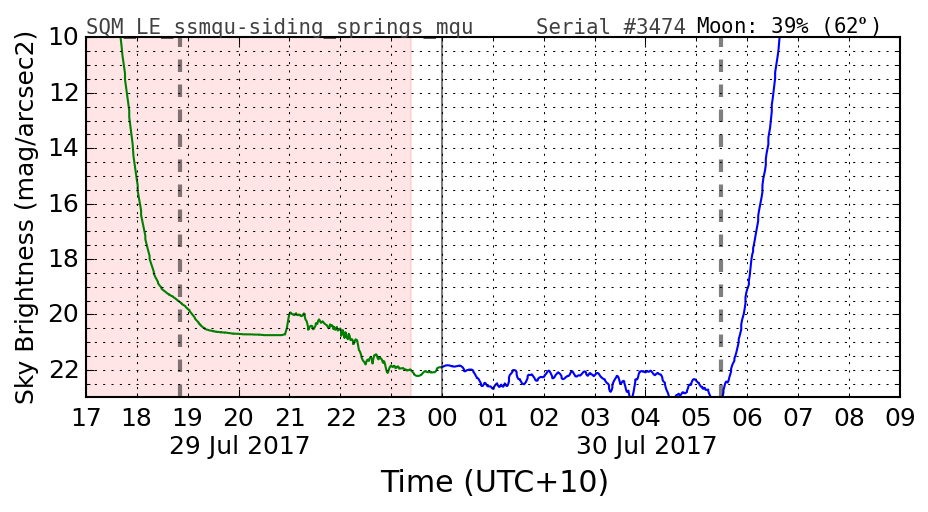 SQM_LE_ssmqu-siding_springs_mqu Serial #3474 Moon: 39% (62°)
Sky Brightness (mag/arcsec2)
10
12
14
16
18
20
22
17 18 19 20 21 22 23 00 01 02 03 04 05 06 07 08 09
29 Jul 2017 30 Jul 2017
Time (UTC+10)